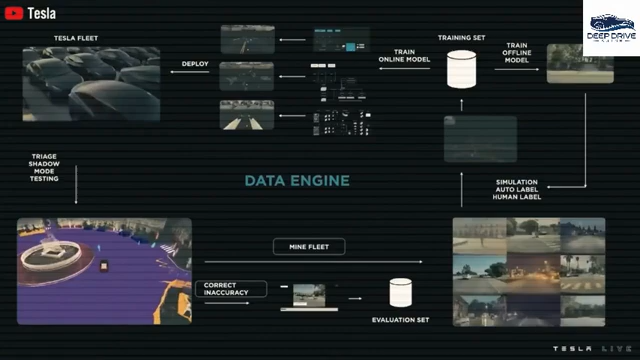 Tesla
DEEP DRIVE
TESLA FLEET
DEPLOY
TRAIN
ONLINE MODEL
TRAINING SET
TRAIN
OFFLINE
MODEL
TRIAGE
SHADOW
MODE
TESTING
DATA ENGINE
SIMULATION
AUTO LABEL
HUMAN LABEL
MINE FLEET
CORRECT
INACCURACY
EVALUATION SET
TESLA LIVE